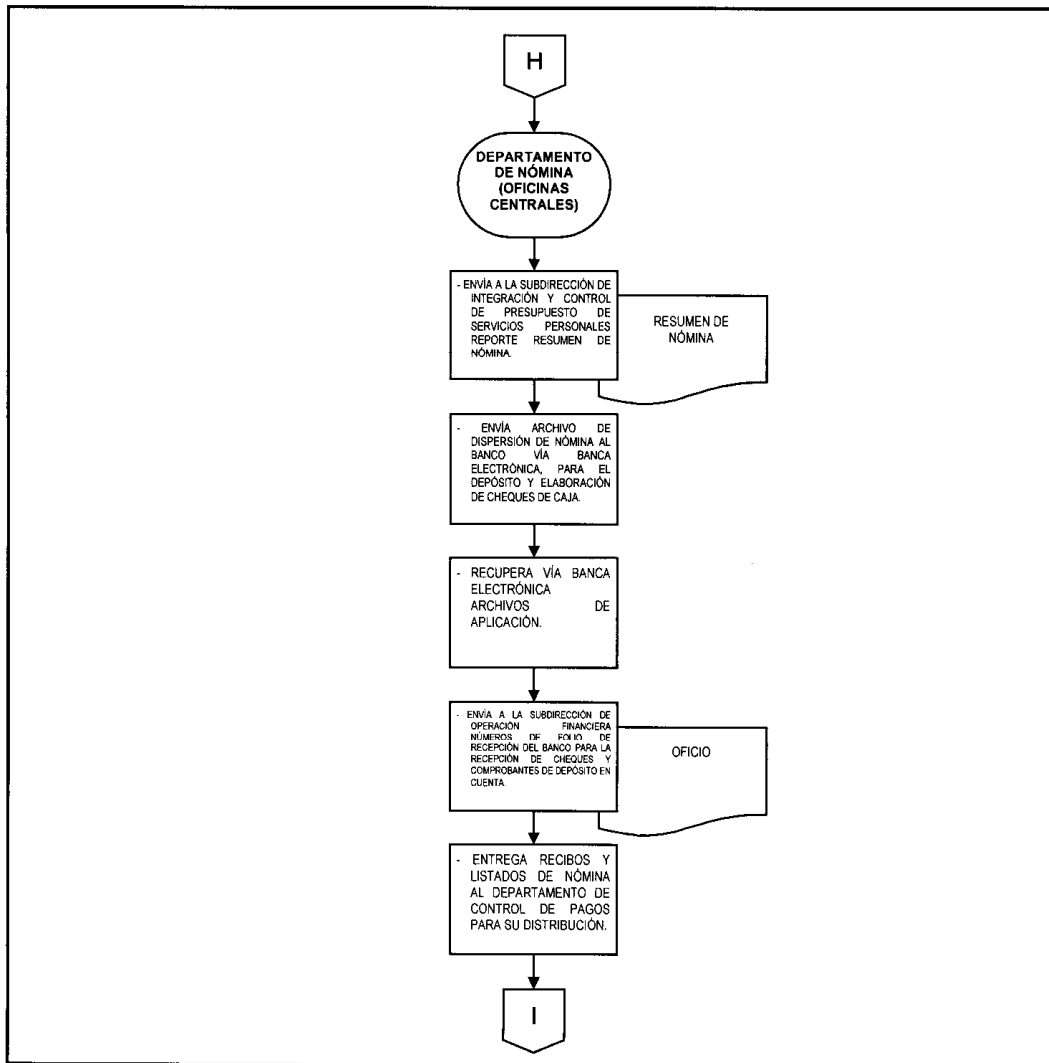 H
DEPARTAMENTO
DE NÓMINA
(OFICINAS
CENTRALES)
- ENVÍA A LA SUBDIRECCIÓN DE
INTEGRACIÓN Y CONTROL
DE PRESUPUESTO DE
SERVICIOS PERSONALES
REPORTE RESUMEN DE
NÓMINA.
RESUMEN DE
NÓMINA
- ENVÍA ARCHIVO DE
DISPERSIÓN DE NÓMINA AL
BANCO VÍA BANCA
ELECTRÓNICA, PARA EL
DEPÓSITO Y ELABORACIÓN
DE CHEQUES DE CAJA.
- RECUPERA VÍA BANCA
ELECTRÓNICA
ARCHIVOS DE
APLICACIÓN.
- ENVÍA A LA SUBDIRECCIÓN DE
OPERACIÓN FINANCIERA
NÚMEROS DE FOLIO DE
RECEPCIÓN DEL BANCO PARA LA
RECEPCIÓN DE CHEQUES Y
COMPROBANTES DE DEPÓSITO EN
CUENTA.
OFICIO
- ENTREGA RECIBOS Y
LISTADOS DE NÓMINA
AL DEPARTAMENTO DE
CONTROL DE PAGOS
PARA SU DISTRIBUCIÓN.
I